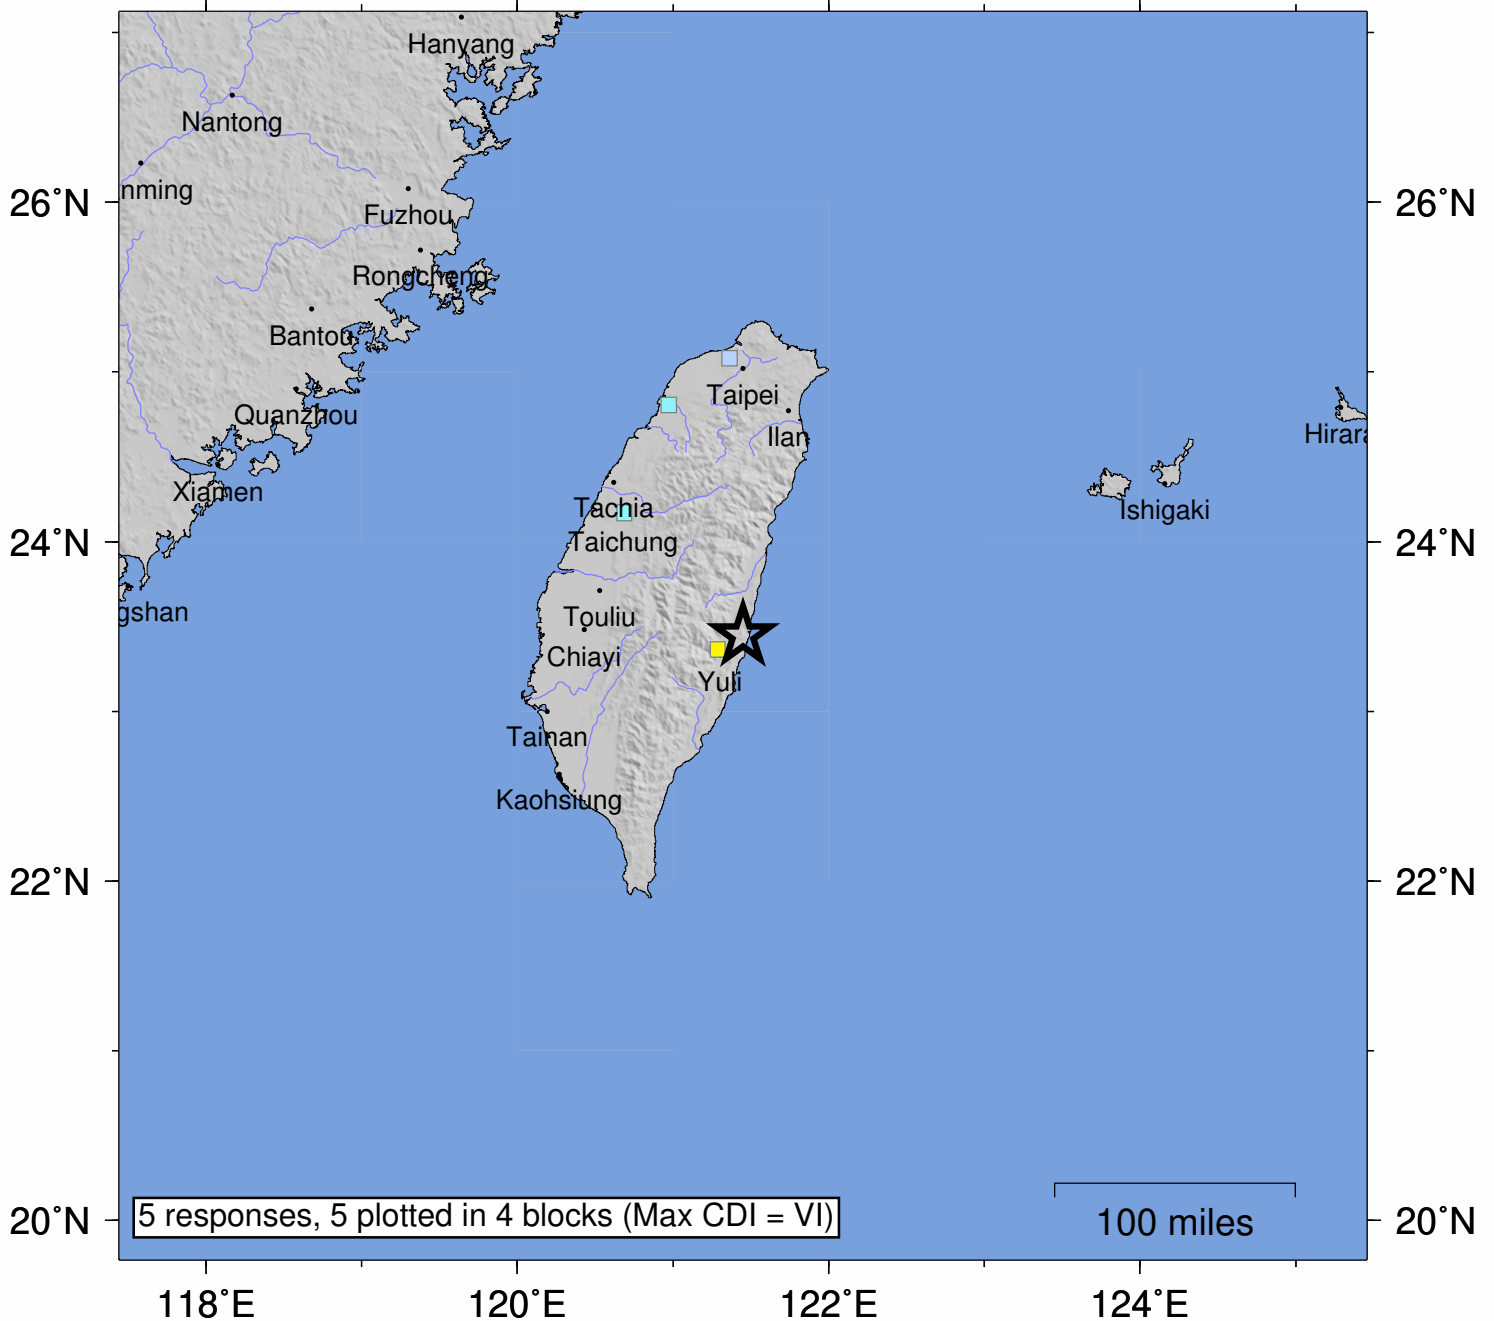 Hanyang
Nantong
nming
26°N
26°N
Fuzhou
Rongcheng
Bantou
Taipei
Quanzhou
Ilan
Hirara
Xiamen
Tachia
Ishigaki
24°N
Taichung
24°N
gshan
Touliu
Chiayi
Yuli
Tainan
Kaohsiung
22°N
22°N
5 responses, 5 plotted in 4 blocks (Max CDI = VI)
100 miles
20°N
20°N
118°E
120°E
122°E
124°E